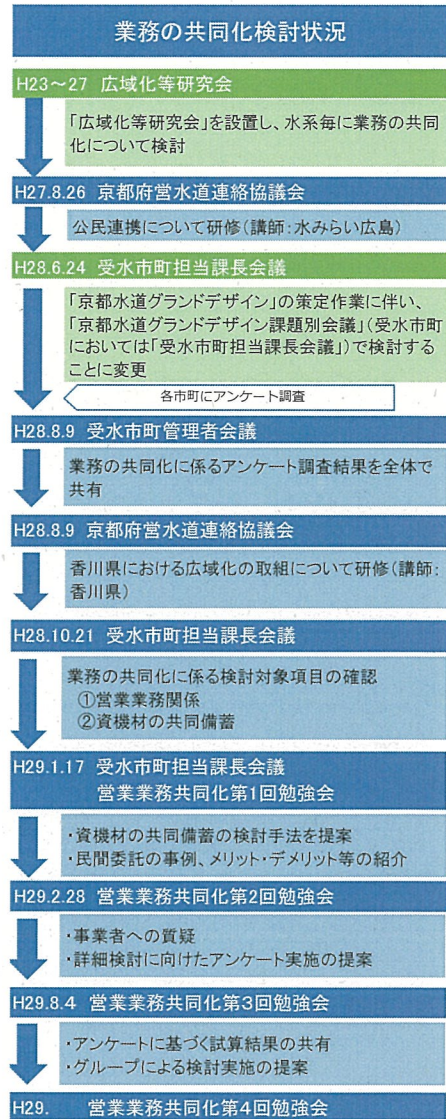 業務の共同化検討状況
H23～27 広域化等研究会
「広域化等研究会」を設置し、水系毎に業務の共同
化について検討
H27.8.26 京都府営水道連絡協議会
公民連携について研修(講師:水みらい広島)
H28.6.24 受水市町担当課長会議
「京都水道グランドデザイン」の策定作業に伴い、
「京都水道グランドデザイン課題別会議」(受水市町
においては「受水市町担当課長会議」)で検討する
ことに変更
各市町にアンケート調査
H28.8.9 受水市町管理者会議
業務の共同化に係るアンケート調査結果を全体で
共有
H28.8.9 京都府営水道連絡協議会
香川県における広域化の取組について研修(講師:
香川県)
H28.10.21 受水市町担当課長会議
業務の共同化に係る検討対象項目の確認
①営業業務関係
②資機材の共同備蓄
H29.1.17 受水市町担当課長会議
営業業務共同化第1回勉強会
・資機材の共同備蓄の検討手法を提案
・民間委託の事例、メリット・デメリット等の紹介
H29.2.28 営業業務共同化第2回勉強会
・事業者への質疑
・詳細検討に向けたアンケート実施の提案
H29.8.4 営業業務共同化第3回勉強会
・アンケートに基づく試算結果の共有
・グループによる検討実施の提案
H29. 営業業務共同化第4回勉強会